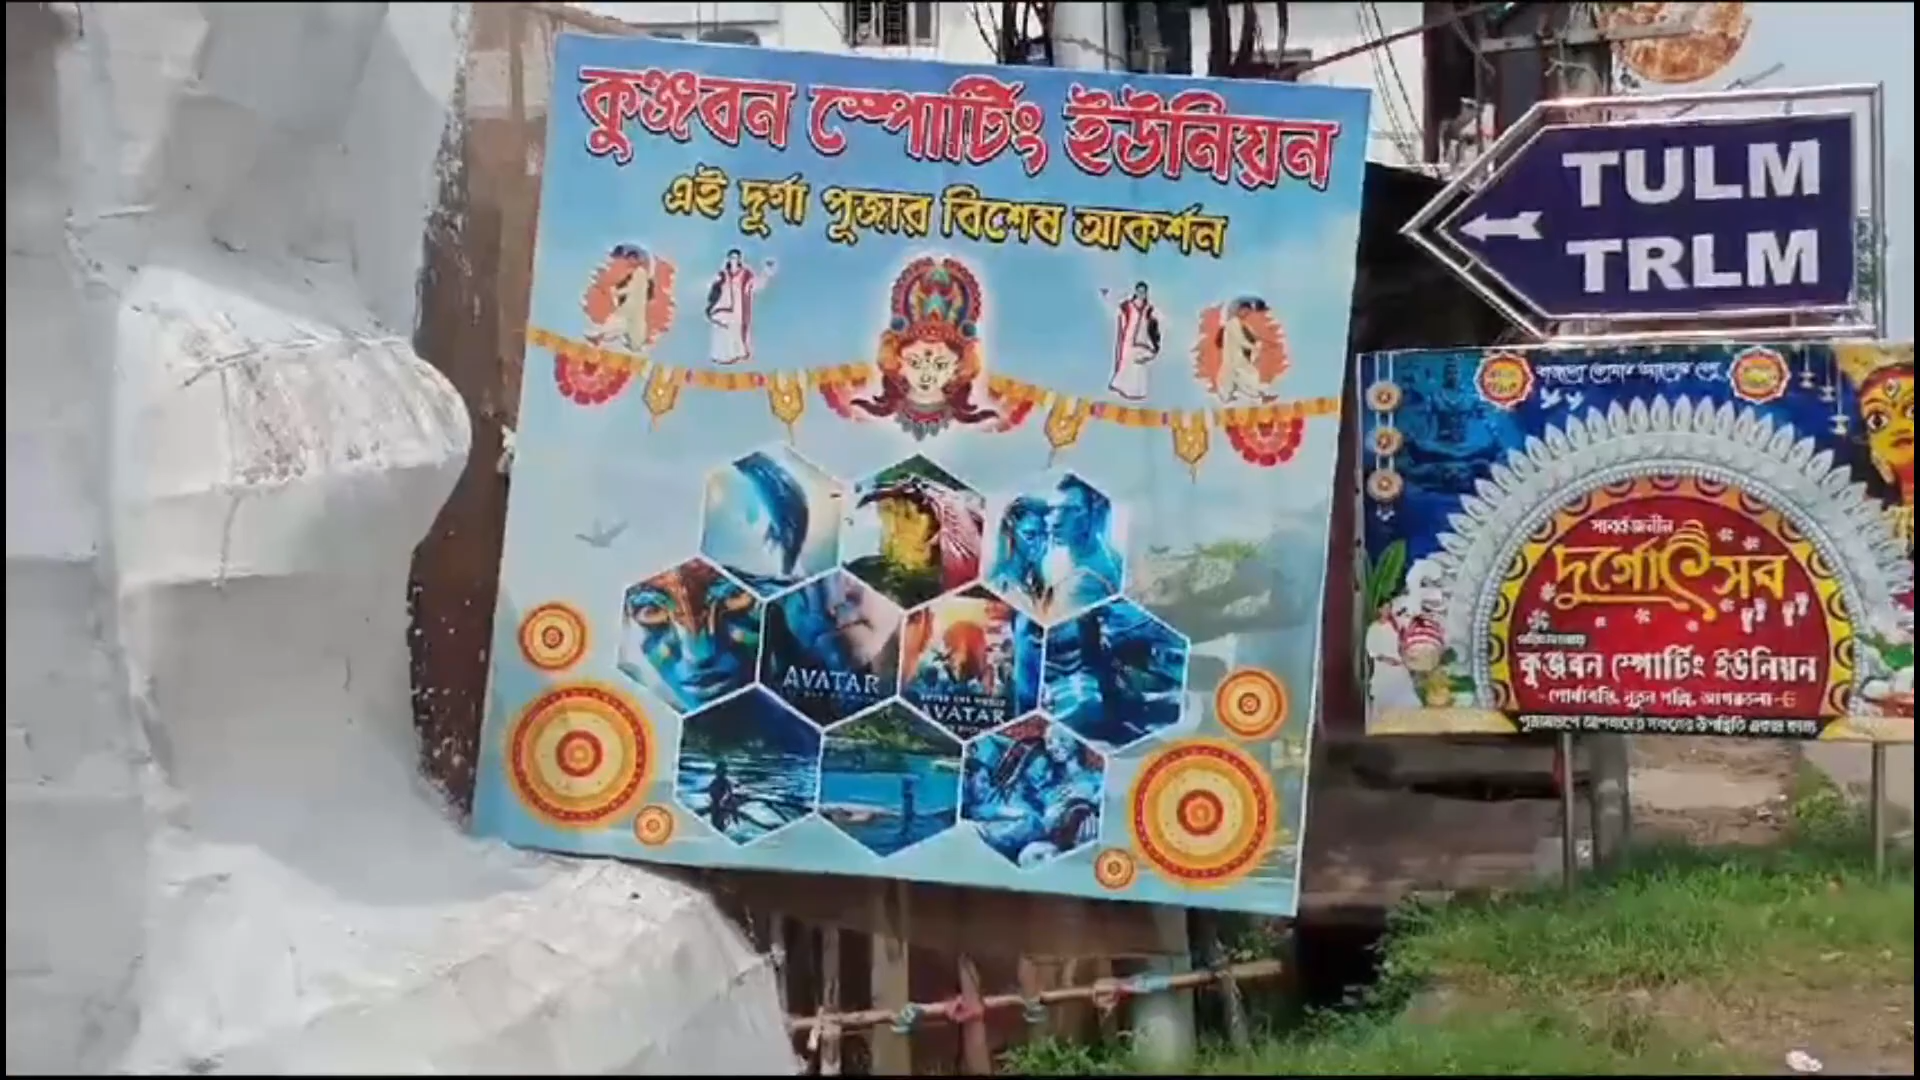 কুঞ্জবন স্পোর্টিং ইউনিয়ন
এই দূর্গা পূজার বিশেষ আকর্শন
AVATAR
AVATAR
TULM
TRLM
সার্বজনীন
দুর্গোৎসব
কুঞ্জবন স্পোর্টিং ইউনিয়ন